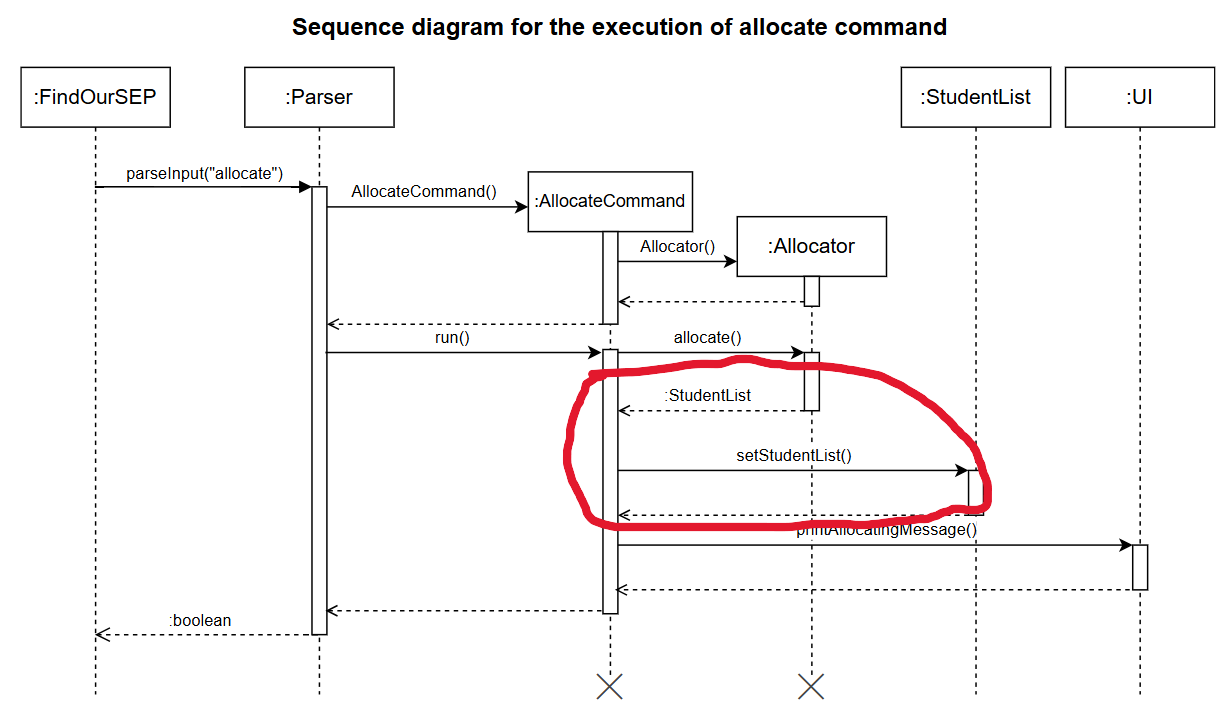 Sequence diagram for the execution of allocate command
:FindOurSEP
:Parser
:StudentList
:UI
parseInput("allocate")
AllocateCommand()
:AllocateCommand
Allocator()
:Allocator
run()
allocate()
:StudentList
setStudentList()
printAllocatingMessage()
:boolean